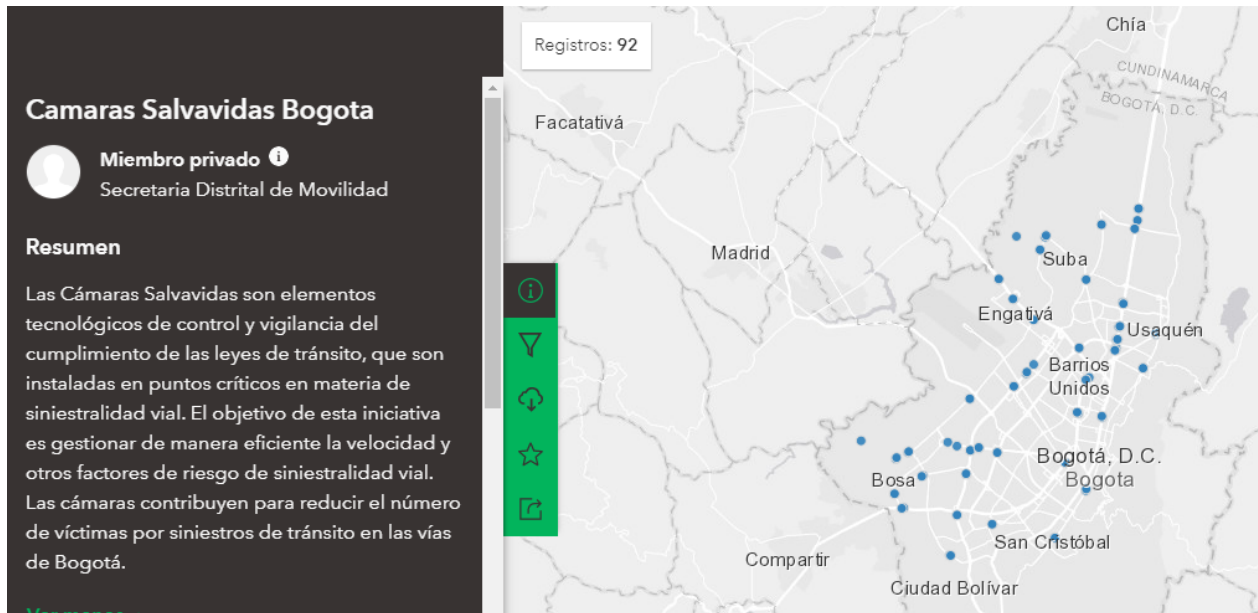 Camaras Salvavidas Bogota
Miembro privado
Secretaria Distrital de Movilidad
Resumen
Las Cámaras Salvavidas son elementos
tecnológicos de control y vigilancia del
cumplimiento de las leyes de tránsito, que son
instaladas en puntos críticos en materia de
siniestralidad vial. El objetivo de esta iniciativa
es gestionar de manera eficiente la velocidad y
otros factores de riesgo de siniestralidad vial.
Las cámaras contribuyen para reducir el número
de víctimas por siniestros de tránsito en las vías
de Bogotá.
Ver menos
Registros: 92
Chía
CUNDINAMARCA
BOGOTÁ, D.C.
Facatativá
Madrid
Suba
Engativá
Usaquén
Barrios
Unidos
Bogotá, D.C.
Bogota
Bosa
San Cristóbal
Compartir
Ciudad Bolívar